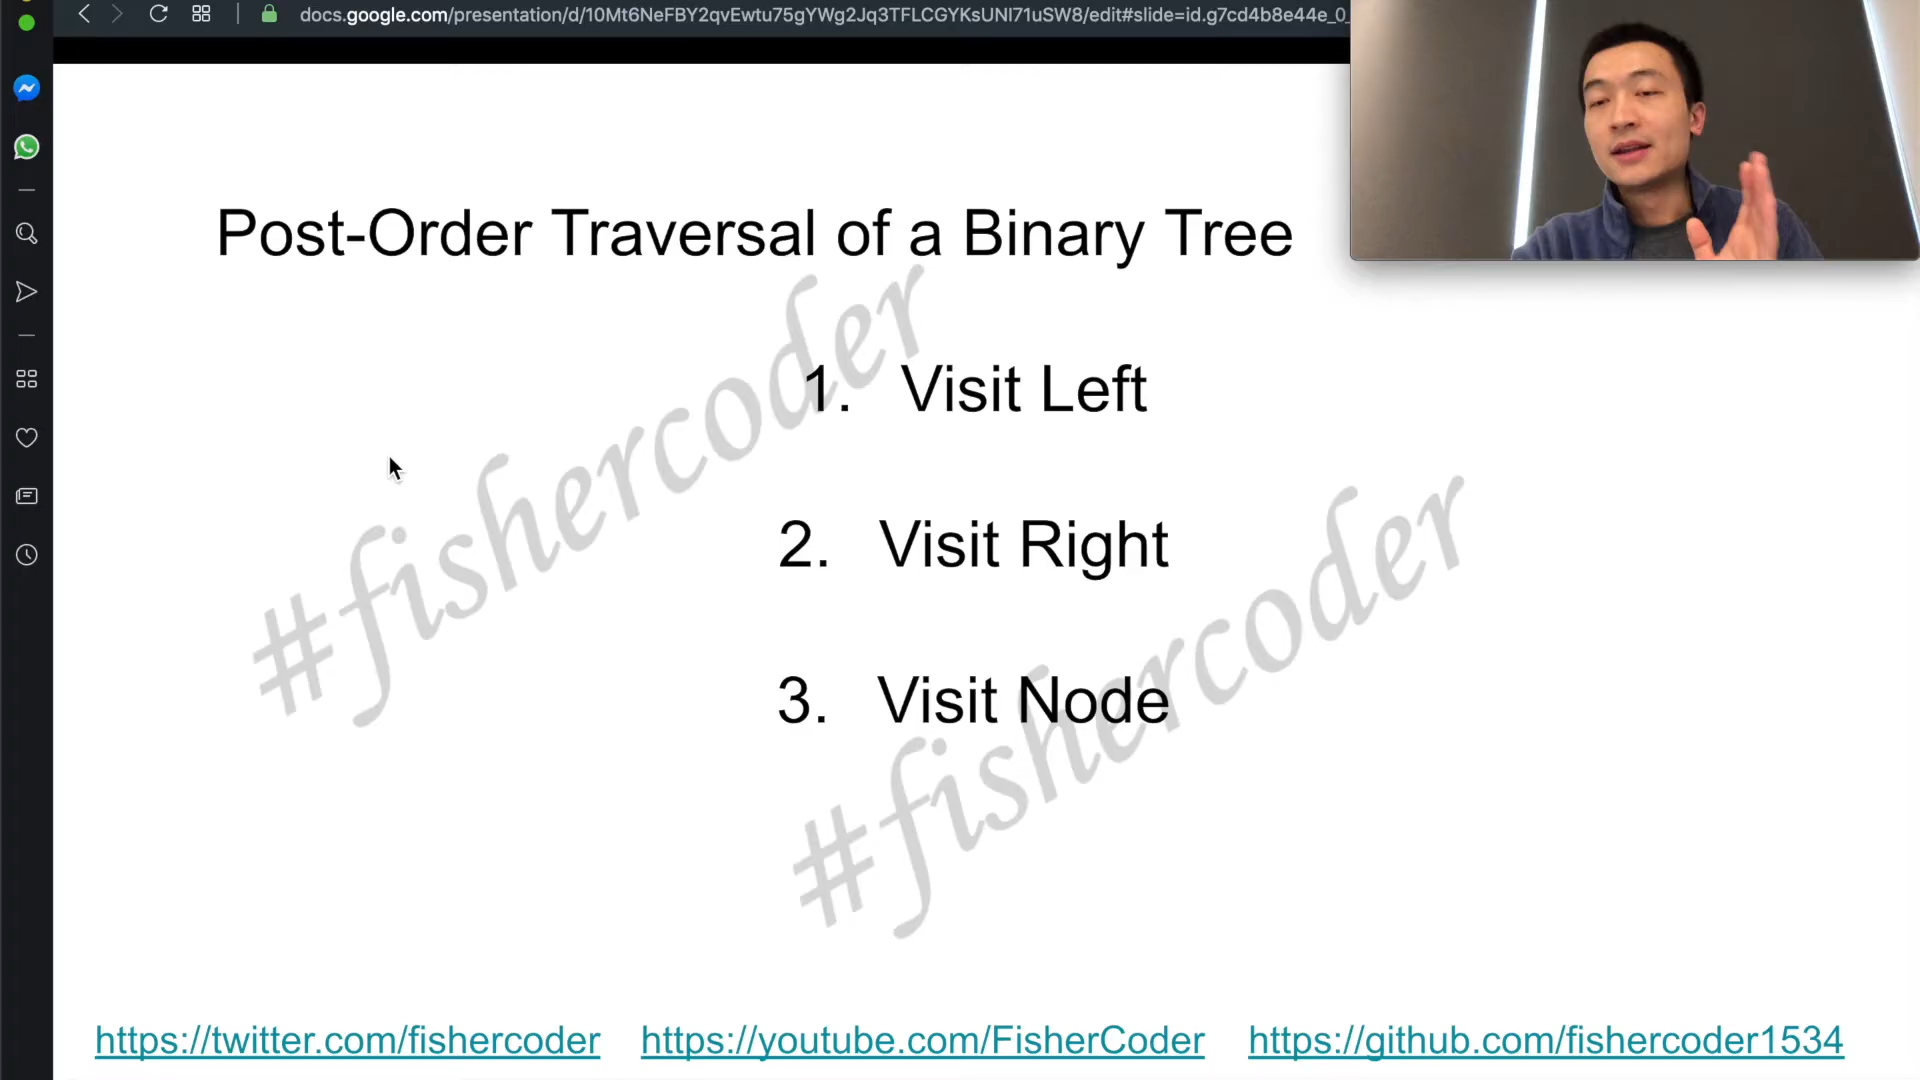 docs.google.com/presentation/d/10Mt6NeFBY2qvEwtu75gYWg2Jq3TFLCGYKsUNI71uSW8/edit#slide=id.g7cd4b8e44e_0_
Post-Order Traversal of a Binary Tree
1. Visit Left
2. Visit Right
3. Visit Node
#fishercoder
#fishercoder
https://twitter.com/fishercoder https://youtube.com/FisherCoder https://github.com/fishercoder1534